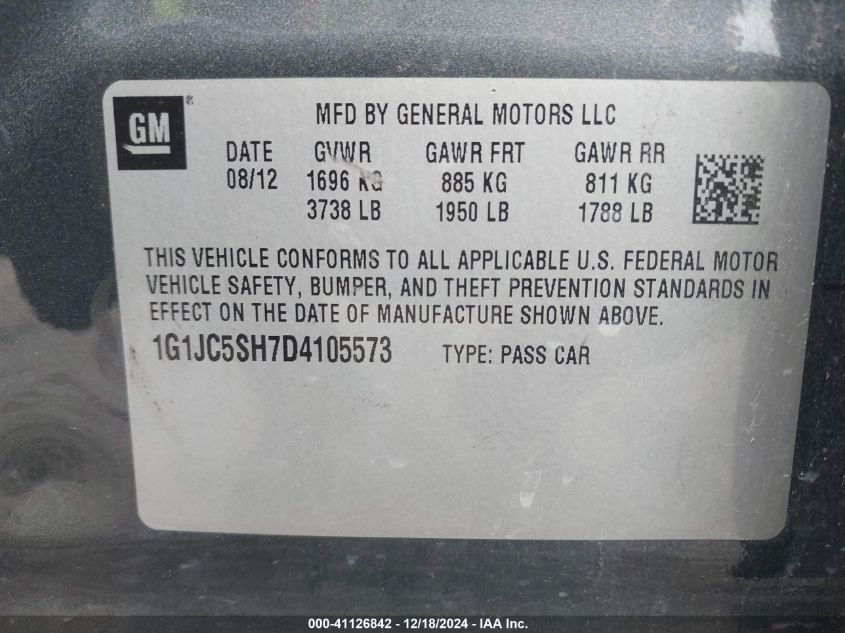 GM®
MFD BY GENERAL MOTORS LLC
DATE GVWR GAWR FRT GAWR RR
08/12 1696 KG 885 KG 811 KG
3738 LB 1950 LB 1788 LB
THIS VEHICLE CONFORMS TO ALL APPLICABLE U.S. FEDERAL MOTOR
VEHICLE SAFETY, BUMPER, AND THEFT PREVENTION STANDARDS IN
EFFECT ON THE DATE OF MANUFACTURE SHOWN ABOVE.
1G1JC5SH7D4105573 TYPE: PASS CAR
000-41126842 - 12/18/2024 - IAA Inc.